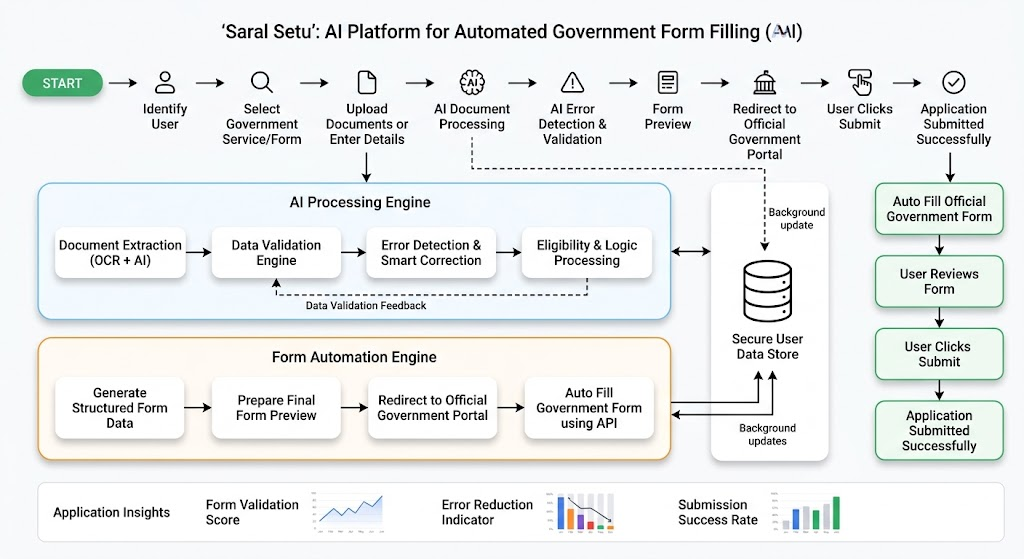 'Saral Setu': AI Platform for Automated Government Form Filling (AAI)
START
Identify
User
Select
Government
Service/Form
Upload
Documents or
Enter Details
AI
AI Document
Processing
AI Error
Detection &
Validation
Form
Preview
Redirect to
Official
Government
Portal
User Clicks
Submit
Application
Submitted
Successfully
AI Processing Engine
Document Extraction
(OCR + AI)
Data Validation
Engine
Error Detection &
Smart Correction
Eligibility & Logic
Processing
Data Validation Feedback
Form Automation Engine
Generate
Structured Form
Data
Prepare Final
Form Preview
Redirect to Official
Government Portal
Auto Fill
Government Form
using API
Background
update
Secure User
Data Store
Background
updates
Auto Fill Official
Government Form
User Reviews
Form
User Clicks
Submit
Application
Submitted
Successfully
Application Insights
Form Validation
Score
Error Reduction
Indicator
Submission
Success Rate